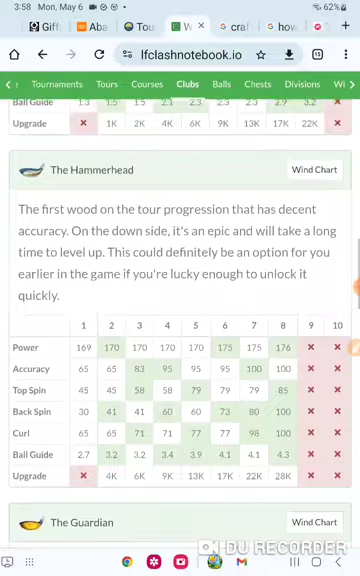 3:58 Mon, May 6 62%
Gift Aba Tou W × G craf G how
lfclashnotebook.io 15
s Tournaments Tours Courses Clubs Balls Chests Divisions Wi
Ball Guide 1.3 1.5 1.5 2.1 2.3 2.3 2.9 3.2 ×
Upgrade × 1K 2K 4K 6K 9K 13K 17K 22K ×
The Hammerhead Wind Chart
The first wood on the tour progression that has decent
accuracy. On the down side, it's an epic and will take a long
time to level up. This could definitely be an option for you
earlier in the game if you're lucky enough to unlock it
quickly.
1 2 3 4 5 6 7 8 9 10
Power 169 170 170 170 170 175 175 176 × ×
Accuracy 65 65 83 95 95 95 100 100 × ×
Top Spin 45 45 58 58 79 79 79 85 × ×
Back Spin 30 41 41 60 60 73 80 100 × ×
Curl 65 65 71 71 77 77 98 100 × ×
Ball Guide 2.7 3.2 3.2 3.4 3.9 4.1 4.1 4.3 × ×
Upgrade × 4K 6K 9K 13K 17K 22K 28K × ×
The Guardian Wind Chart
DU RECORDER